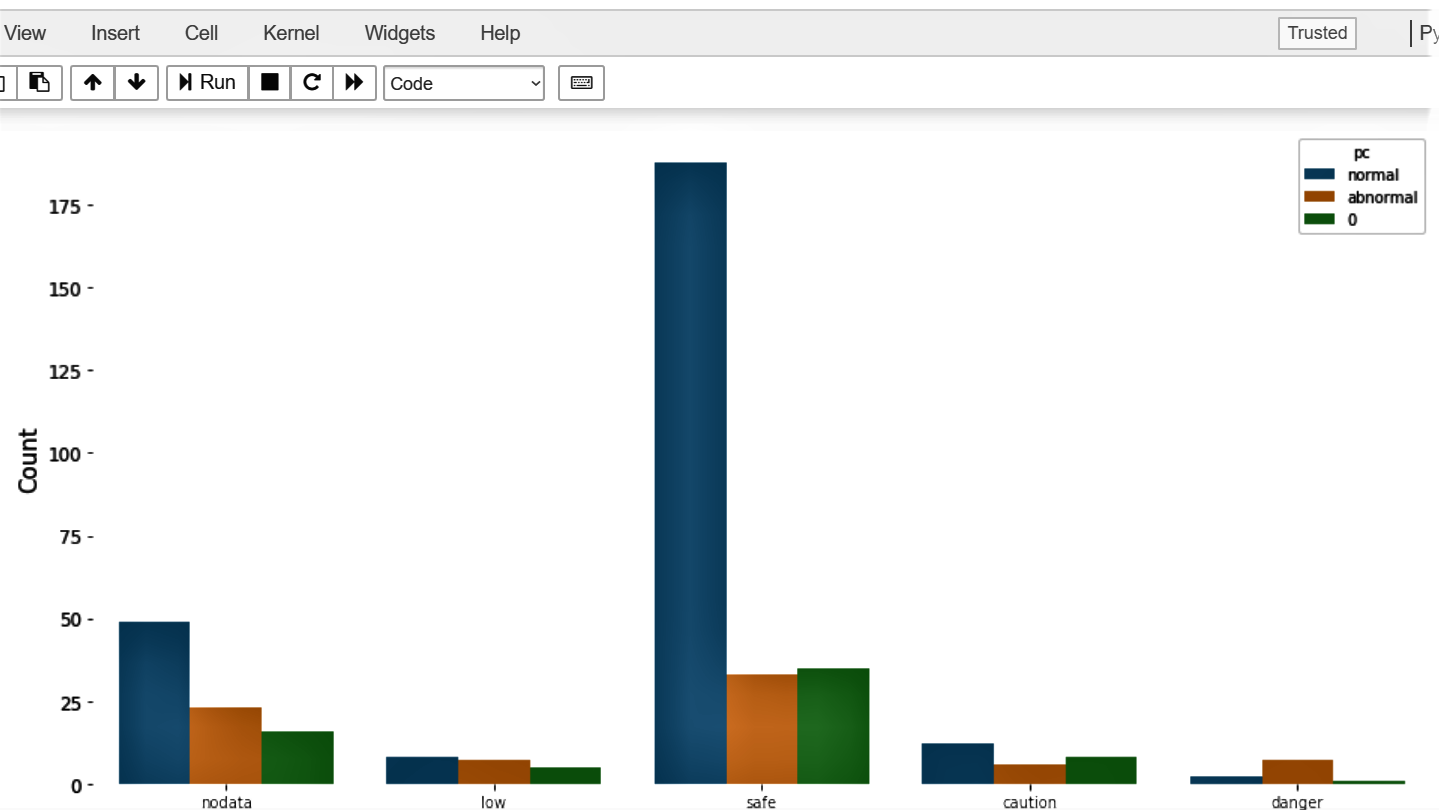 View Insert Cell Kernel Widgets Help Trusted
Run Code
pc
normal
abnormal
0
175
150
125
100
75
50
25
0
Count
nodata low safe caution danger